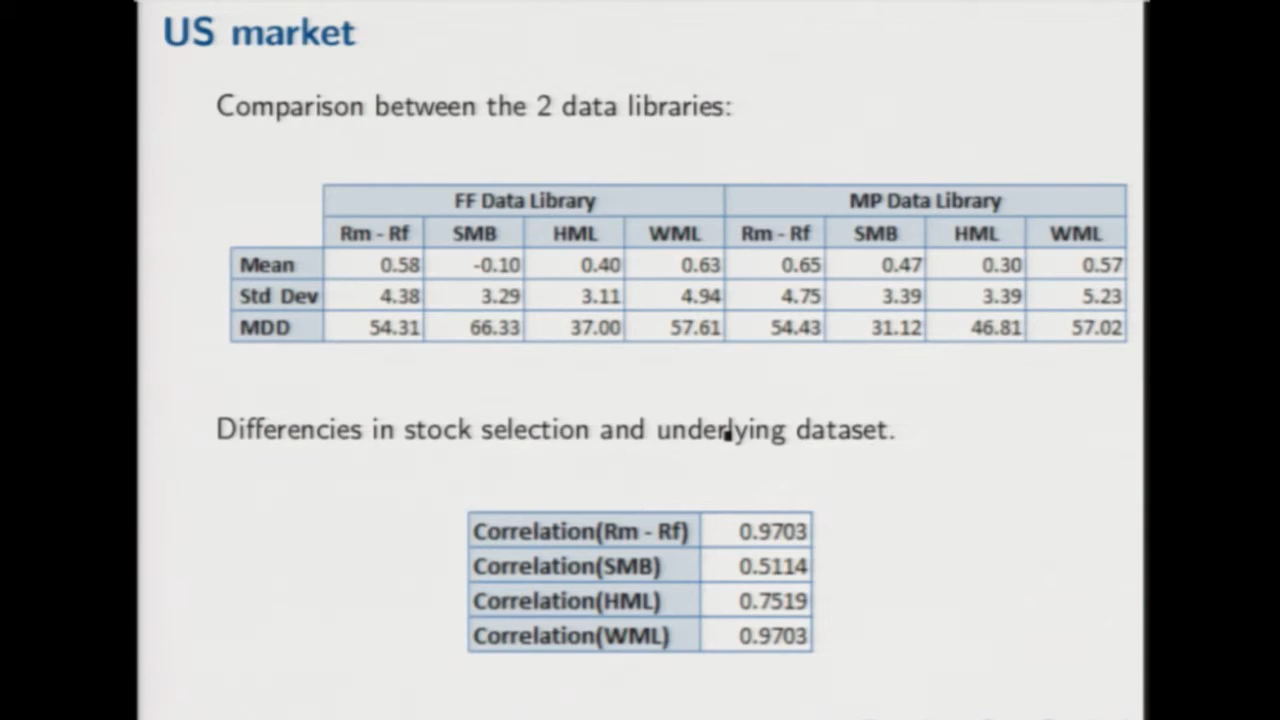 US market
Comparison between the 2 data libraries:
FF Data Library MP Data Library
Rm - Rf SMB HML WML Rm - Rf SMB HML WML
Mean 0.58 -0.10 0.40 0.63 0.65 0.47 0.30 0.57
Std Dev 4.38 3.29 3.11 4.94 4.75 3.39 3.39 5.23
MDD 54.31 66.33 37.00 57.61 54.43 31.12 46.81 57.02
Differencies in stock selection and underlying dataset.
Correlation(Rm - Rf) 0.9703
Correlation(SMB) 0.5114
Correlation(HML) 0.7519
Correlation(WML) 0.9703